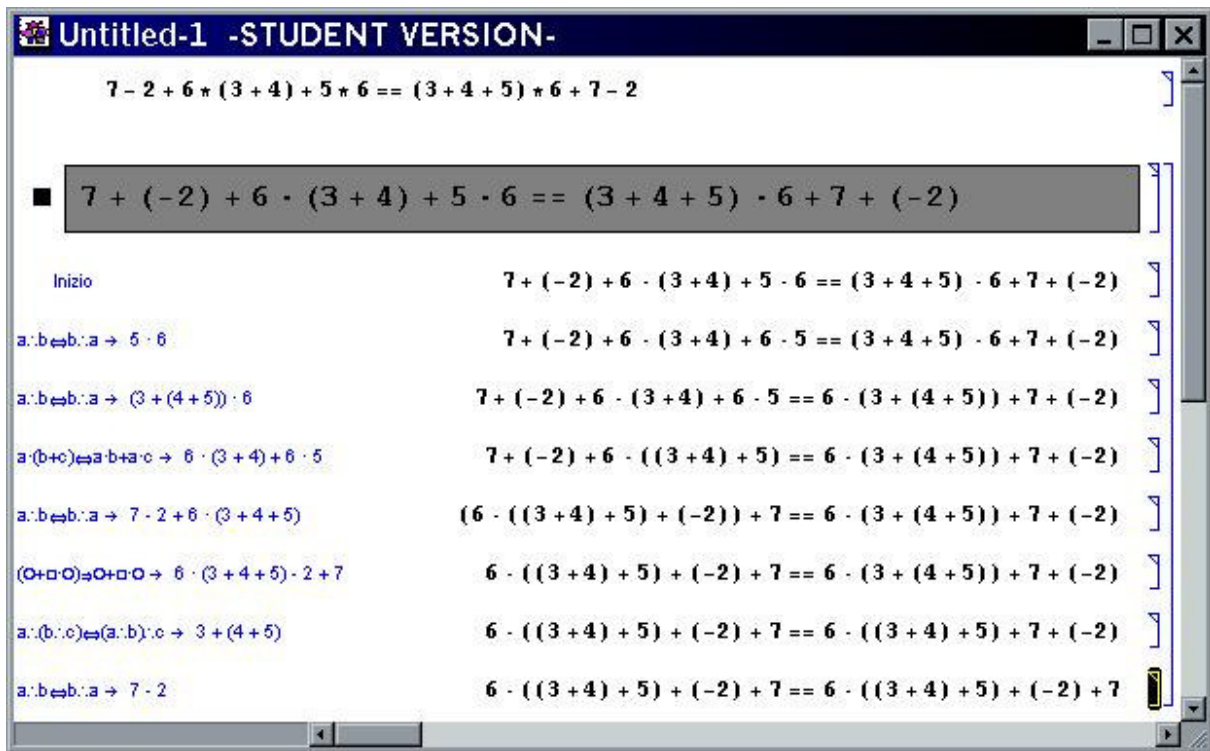 Untitled-1 -STUDENT VERSION-
7 - 2 + 6 * (3 + 4) + 5 * 6 == (3 + 4 + 5) * 6 + 7 - 2
7 + (-2) + 6 · (3 + 4) + 5 · 6 == (3 + 4 + 5) · 6 + 7 + (-2)
Inizio 7 + (-2) + 6 · (3 + 4) + 5 · 6 == (3 + 4 + 5) · 6 + 7 + (-2)
a∴b⇔b∴a → 5 · 6 7 + (-2) + 6 · (3 + 4) + 6 · 5 == (3 + 4 + 5) · 6 + 7 + (-2)
a∴b⇔b∴a → (3 + (4 + 5)) · 6 7 + (-2) + 6 · (3 + 4) + 6 · 5 == 6 · (3 + (4 + 5)) + 7 + (-2)
a·(b+c)⇔a·b+a·c → 6 · (3 + 4) + 6 · 5 7 + (-2) + 6 · ((3 + 4) + 5) == 6 · (3 + (4 + 5)) + 7 + (-2)
a∴b⇔b∴a → 7 - 2 + 6 · (3 + 4 + 5) (6 · ((3 + 4) + 5) + (-2)) + 7 == 6 · (3 + (4 + 5)) + 7 + (-2)
(O+□·O)⇒O+□·O → 6 · (3 + 4 + 5) - 2 + 7 6 · ((3 + 4) + 5) + (-2) + 7 == 6 · (3 + (4 + 5)) + 7 + (-2)
a∴(b∴c)⇔(a∴b)∴c → 3 + (4 + 5) 6 · ((3 + 4) + 5) + (-2) + 7 == 6 · ((3 + 4) + 5) + 7 + (-2)
a∴b⇔b∴a → 7 - 2 6 · ((3 + 4) + 5) + (-2) + 7 == 6 · ((3 + 4) + 5) + (-2) + 7